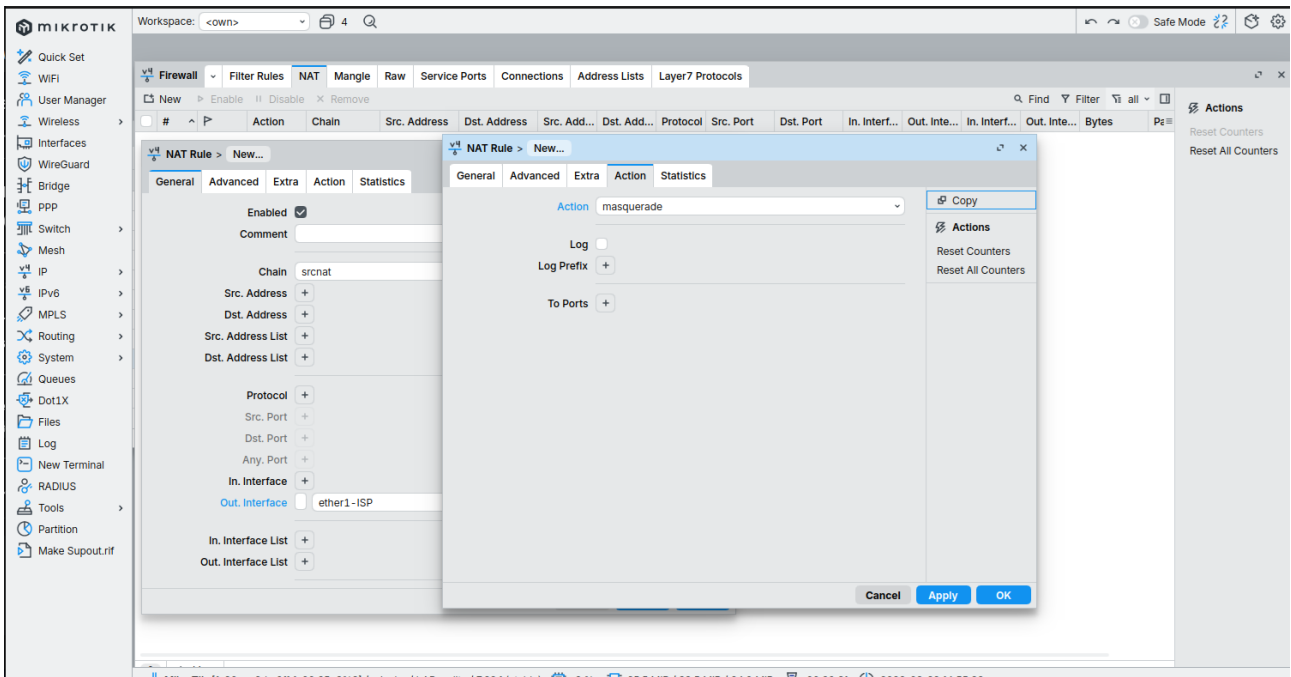 MikroTik
Workspace: <own> 4 Safe Mode
Quick Set
WiFi
User Manager
Wireless
Interfaces
WireGuard
Bridge
PPP
Switch
Mesh
IP
IPv6
MPLS
Routing
System
Queues
Dot1X
Files
Log
New Terminal
RADIUS
Tools
Partition
Make Supout.rif
Firewall Filter Rules NAT Mangle Raw Service Ports Connections Address Lists Layer7 Protocols
New Enable Disable Remove Find Filter all
# Action Chain Src. Address Dst. Address Src. Add... Dst. Add... Protocol Src. Port Dst. Port In. Interf... Out. Inte... In. Interf... Out. Inte... Bytes
Actions
Reset Counters
Reset All Counters
NAT Rule > New...
General Advanced Extra Action Statistics
Enabled
Comment
Chain srcnat
Src. Address +
Dst. Address +
Src. Address List +
Dst. Address List +
Protocol +
Src. Port +
Dst. Port +
Any. Port +
In. Interface +
Out. Interface ether1-ISP
In. Interface List +
Out. Interface List +
NAT Rule > New...
General Advanced Extra Action Statistics
Action masquerade
Log
Log Prefix +
To Ports +
Copy
Actions
Reset Counters
Reset All Counters
Cancel Apply OK